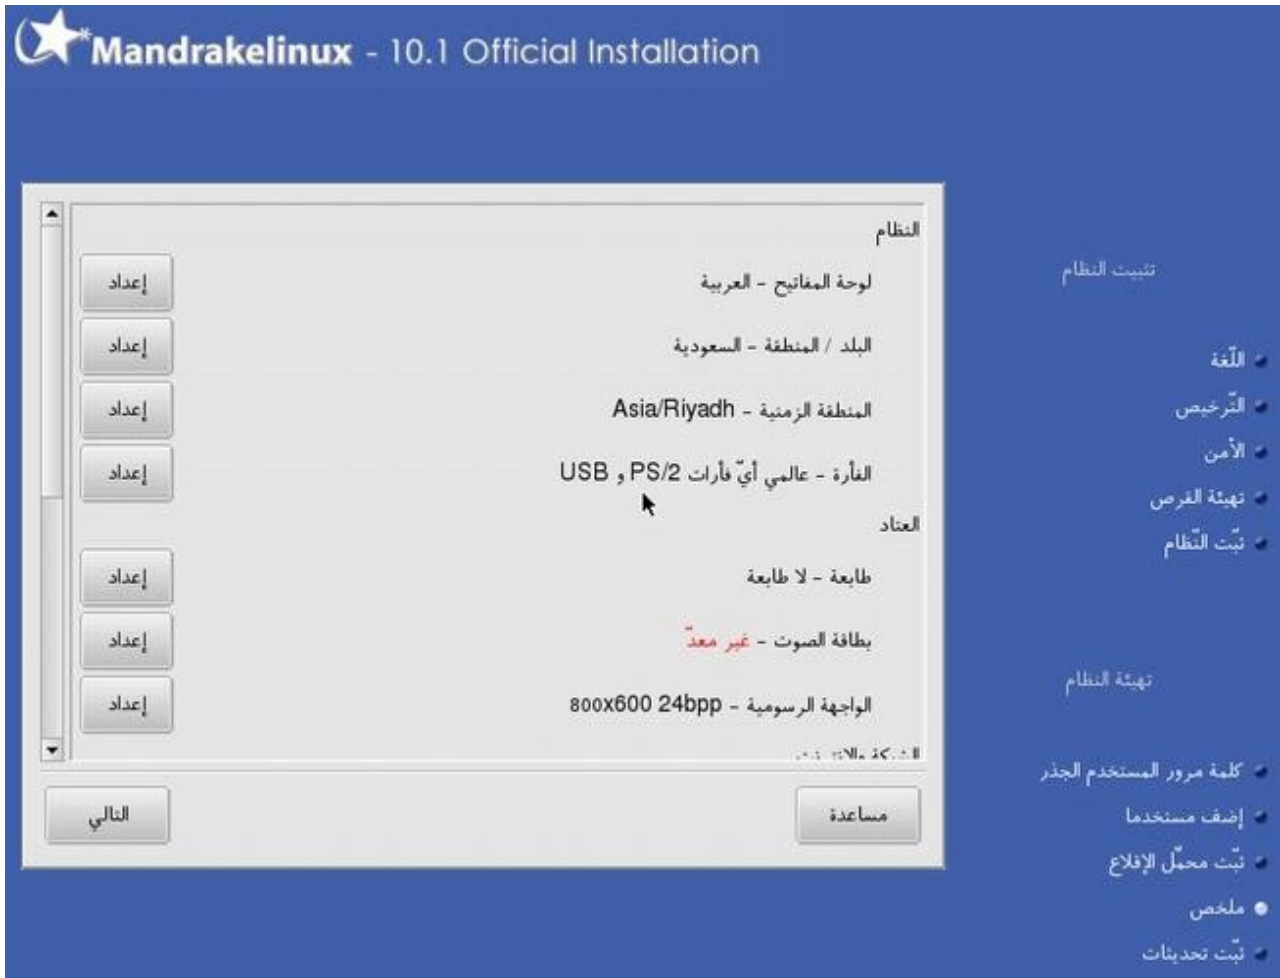 Mandrakelinux - 10.1 Official Installation
النظام
لوحة المفاتيح - العربية
إعداد
البلد / المنطقة - السعودية
إعداد
المنطقة الزمنية - Asia/Riyadh
إعداد
الفأرة - عالمي أيّ فأرات PS/2 و USB
إعداد
العتاد
طابعة - لا طابعة
إعداد
بطاقة الصوت - غير معدّ
إعداد
الواجهة الرسومية - 800x600 24bpp
إعداد
مساعدة
التالي
تثبيت النظام
اللّغة
التّرخيص
الأمن
تهيئة القرص
ثبّت النّظام
تهيئة النظام
كلمة مرور المستخدم الجذر
إضف مستخدما
ثبّت محمّل الإقلاع
ملخص
ثبّت تحديثات